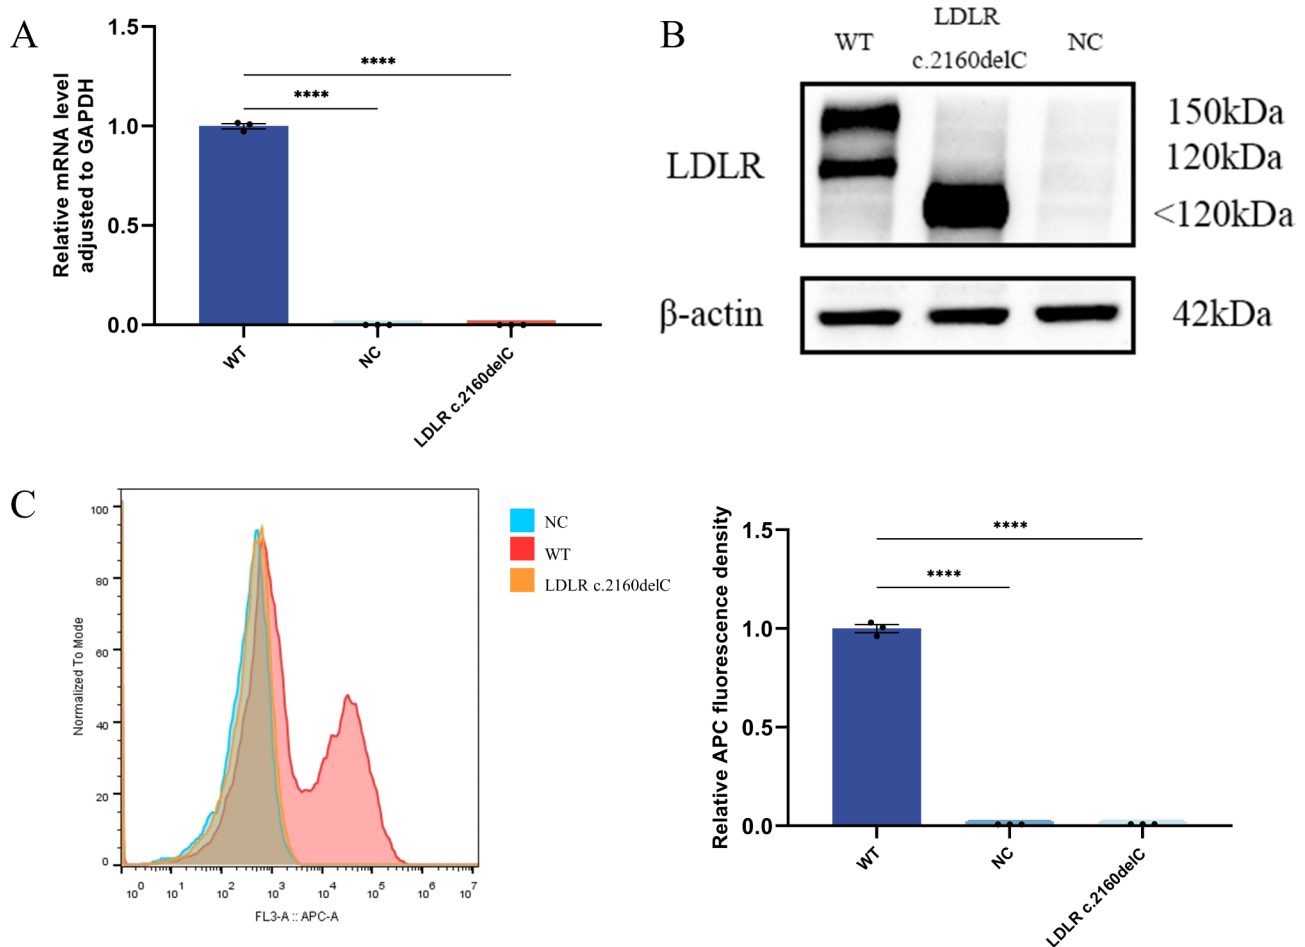 A
Relative mRNA level
adjusted to GAPDH
1.5
1.0
0.5
0.0
****
****
WT
NC
LDLR c.2160delC
B
WT
LDLR
c.2160delC
NC
LDLR
150kDa
120kDa
<120kDa
β-actin
42kDa
C
Normalized To Mode
100
80
60
40
20
0
10^0
10^1
10^2
10^3
10^4
10^5
10^6
10^7
FL3-A :: APC-A
NC
WT
LDLR c.2160delC
Relative APC fluorescence density
1.5
1.0
0.5
0.0
****
****
WT
NC
LDLR c.2160delC